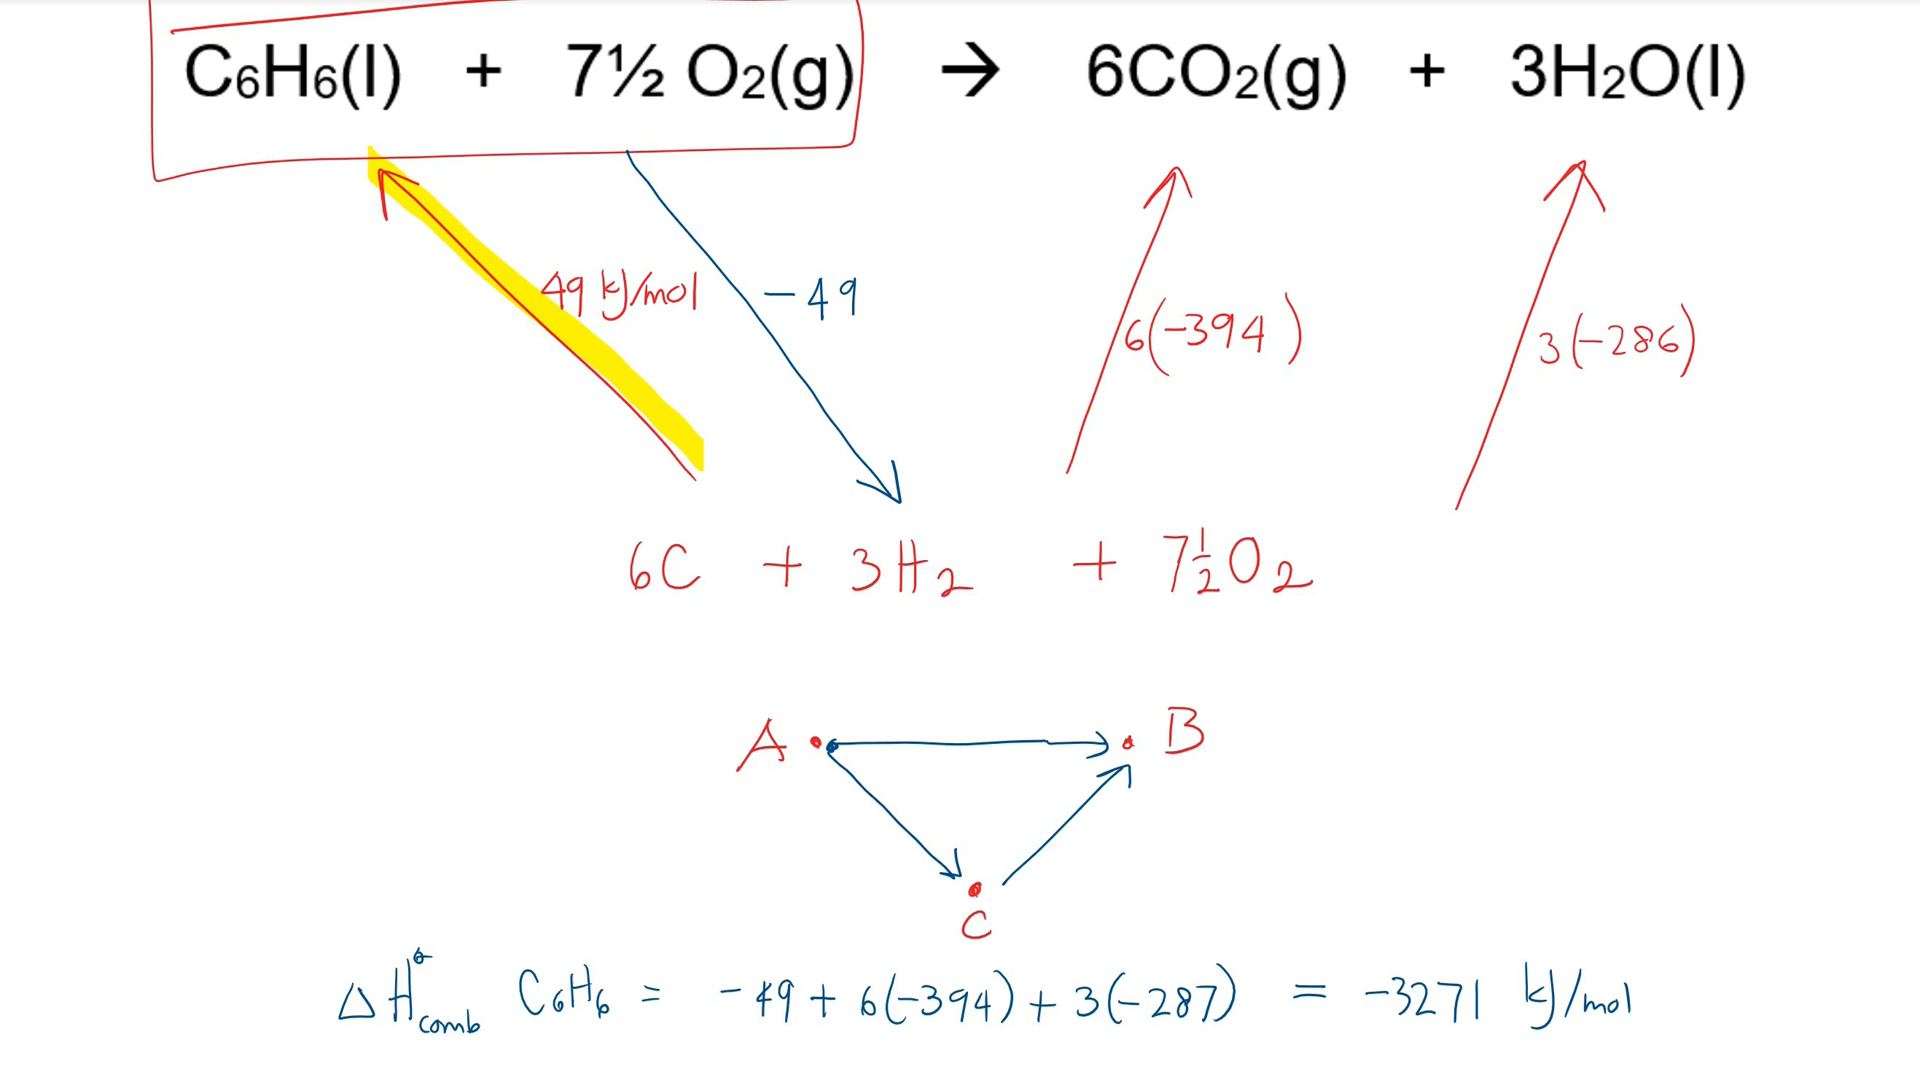 C6H6(l) + 7½ O2(g) → 6CO2(g) + 3H2O(l)
49 kJ/mol -49 6(-394) 3(-286)
6C + 3H2 + 7½O2
A B
C
ΔH°comb C6H6 = -49 + 6(-394) + 3(-287) = -3271 kJ/mol